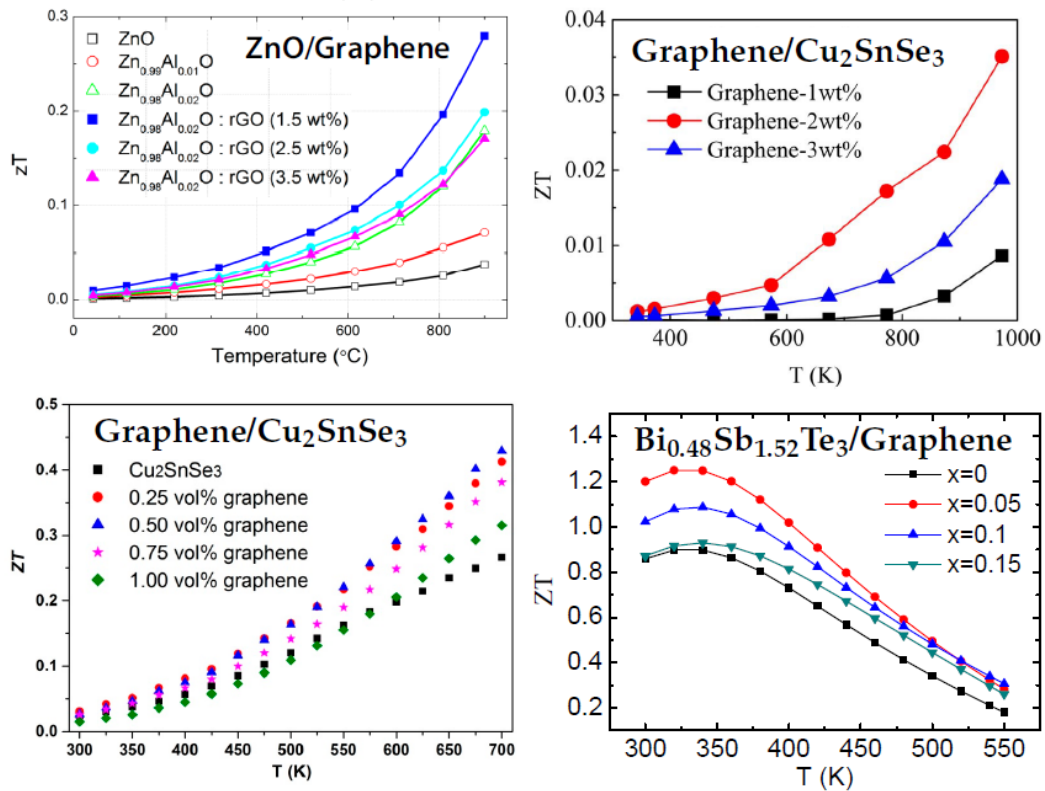 ZnO/Graphene
zT
0.3
0.2
0.1
0.0
ZnO
Zn0.99Al0.01O
Zn0.98Al0.02O
Zn0.98Al0.02O : rGO (1.5 wt%)
Zn0.98Al0.02O : rGO (2.5 wt%)
Zn0.98Al0.02O : rGO (3.5 wt%)
0 200 400 600 800
Temperature (°C)
Graphene/Cu2SnSe3
ZT
0.04
0.03
0.02
0.01
0.00
Graphene-1wt%
Graphene-2wt%
Graphene-3wt%
400 600 800 1000
T (K)
Graphene/Cu2SnSe3
ZT
0.5
0.4
0.3
0.2
0.1
0.0
Cu2SnSe3
0.25 vol% graphene
0.50 vol% graphene
0.75 vol% graphene
1.00 vol% graphene
300 350 400 450 500 550 600 650 700
T (K)
Bi0.48Sb1.52Te3/Graphene
ZT
1.4
1.2
1.0
0.8
0.6
0.4
0.2
x=0
x=0.05
x=0.1
x=0.15
300 350 400 450 500 550
T (K)